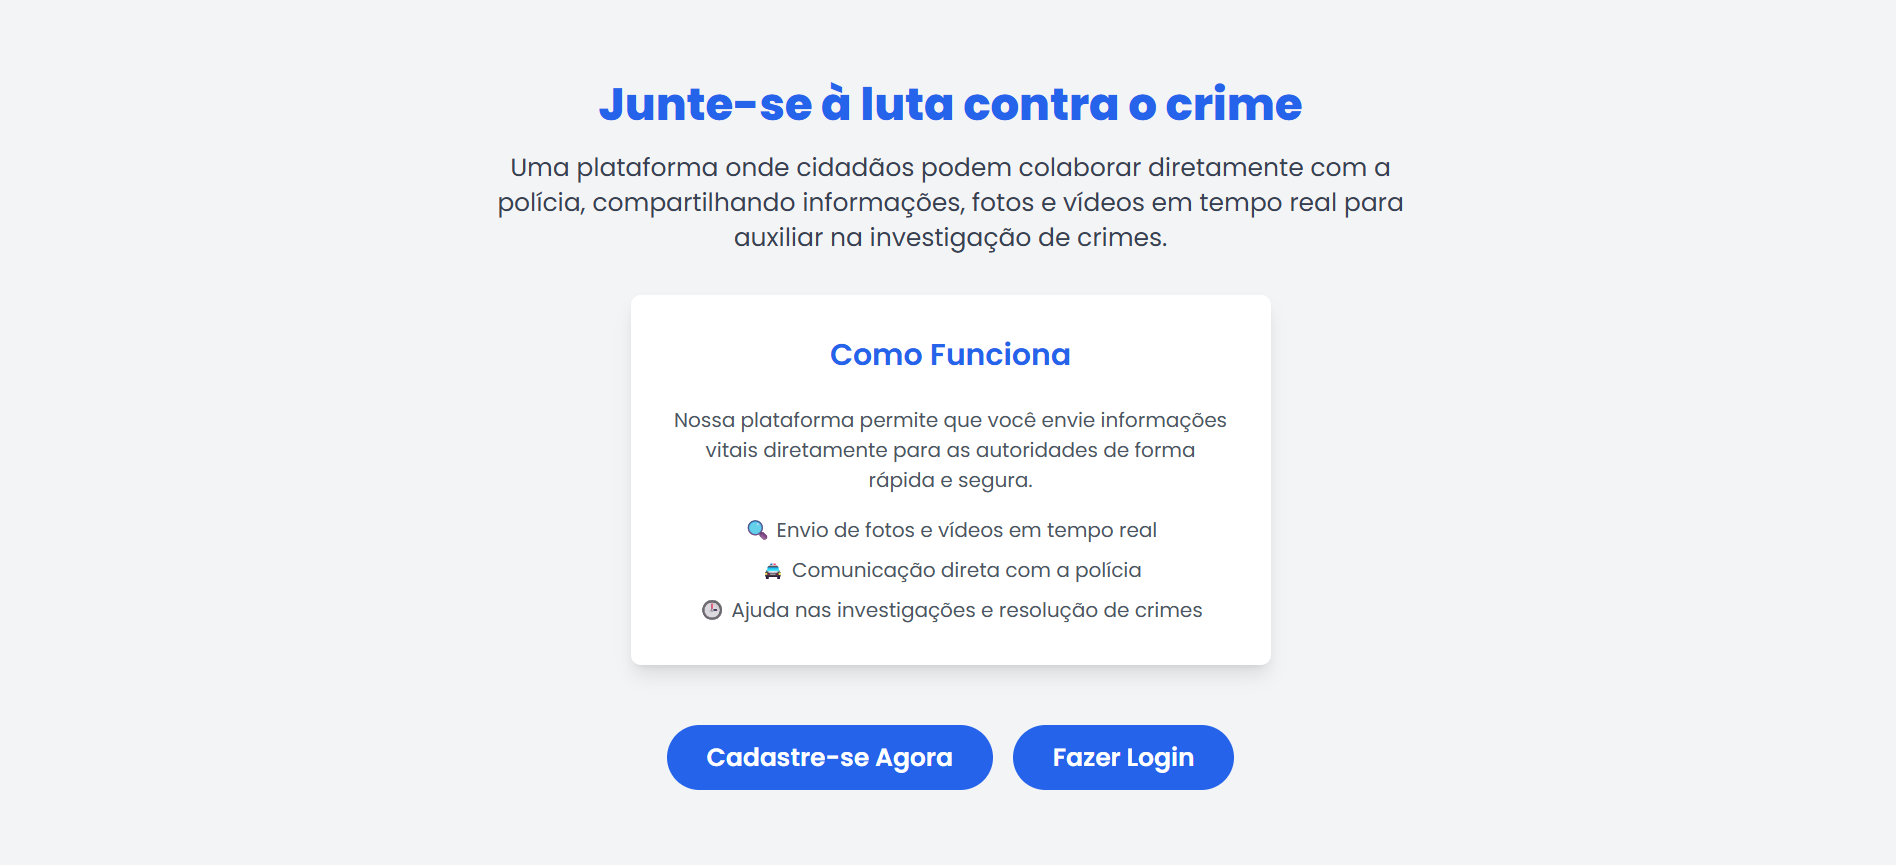 Junte-se à luta contra o crime
Uma plataforma onde cidadãos podem colaborar diretamente com a
polícia, compartilhando informações, fotos e vídeos em tempo real para
auxiliar na investigação de crimes.
Como Funciona
Nossa plataforma permite que você envie informações
vitais diretamente para as autoridades de forma
rápida e segura.
🔍 Envio de fotos e vídeos em tempo real
🚔 Comunicação direta com a polícia
🕒 Ajuda nas investigações e resolução de crimes
Cadastre-se Agora
Fazer Login